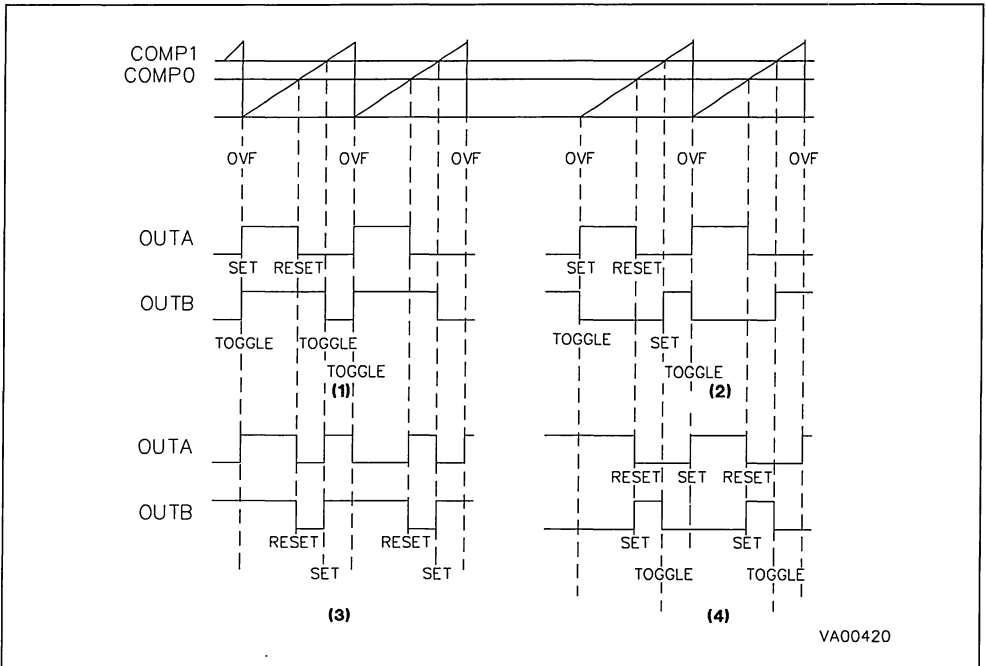 COMP1
COMP0
OVF OVF OVF OVF OVF OVF
OUTA
SET RESET SET RESET
OUTB
TOGGLE TOGGLE TOGGLE SET
TOGGLE TOGGLE
(1) (2)
OUTA
RESET SET RESET
OUTB
RESET RESET SET SET
SET SET TOGGLE TOGGLE
(3) (4)
VA00420